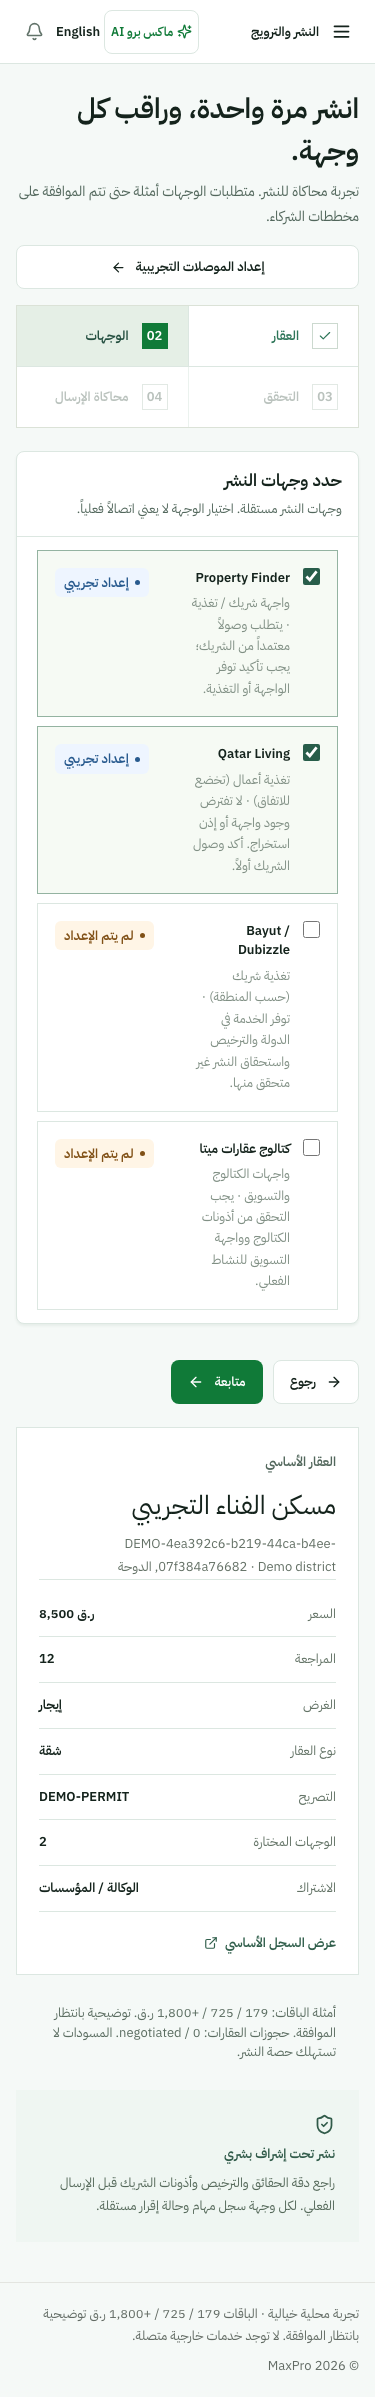 النشر والترويج
ماكس برو AI
English
انشر مرة واحدة، وراقب كل
وجهة.
تجربة محاكاة للنشر. متطلبات الوجهات أمثلة حتى تتم الموافقة على
مخططات الشركاء.
إعداد الموصلات التجريبية
العقار
02
الوجهات
03
التحقق
04
محاكاة الإرسال
حدد وجهات النشر
وجهات النشر مستقلة. اختيار الوجهة لا يعني اتصالاً فعلياً.
Property Finder
إعداد تجريبي
واجهة شريك / تغذية
· يتطلب وصولاً
معتمداً من الشريك؛
يجب تأكيد توفر
الواجهة أو التغذية.
Qatar Living
إعداد تجريبي
تغذية أعمال (تخضع
للاتفاق) · لا تفترض
وجود واجهة أو إذن
استخراج. أكد وصول
الشريك أولاً.
Bayut /
Dubizzle
لم يتم الإعداد
تغذية شريك
(حسب المنطقة) ·
توفر الخدمة في
الدولة والترخيص
واستحقاق النشر غير
متحقق منها.
كتالوج عقارات ميتا
لم يتم الإعداد
واجهات الكتالوج
والتسويق · يجب
التحقق من أذونات
الكتالوج وواجهة
التسويق للنشاط
الفعلي.
رجوع
متابعة
العقار الأساسي
مسكن الفناء التجريبي
DEMO-4ea392c6-b219-44ca-b4ee-
07f384a76682 · Demo district, الدوحة
السعر
ر.ق 8,500
المراجعة
12
الغرض
إيجار
نوع العقار
شقة
التصريح
DEMO-PERMIT
الوجهات المختارة
2
الاشتراك
الوكالة / المؤسسات
عرض السجل الأساسي
أمثلة الباقات: 179 / 725 / 1,800+ ر.ق. توضيحية بانتظار
الموافقة. حجوزات العقارات: 0 / negotiated. المسودات لا
تستهلك حصة النشر.
نشر تحت إشراف بشري
راجع دقة الحقائق والترخيص وأذونات الشريك قبل الإرسال
الفعلي. لكل وجهة سجل مهام وحالة إقرار مستقلة.
تجربة محلية خيالية · الباقات 179 / 725 / 1,800+ ر.ق توضيحية
بانتظار الموافقة. لا توجد خدمات خارجية متصلة.
© 2026 MaxPro